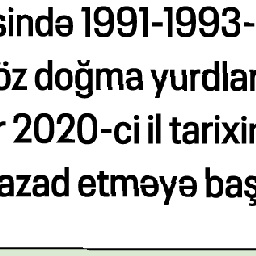 sində 1991-1993-
öz doğma yurdlar
r 2020-ci il tarixin
azad etməyə baş